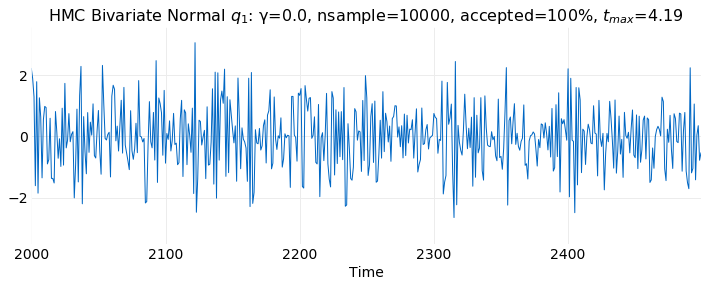 HMC Bivariate Normal q₁: γ=0.0, nsample=10000, accepted=100%, tₘₐₓ=4.19
2
0
−2
2000 2100 2200 2300 2400
Time